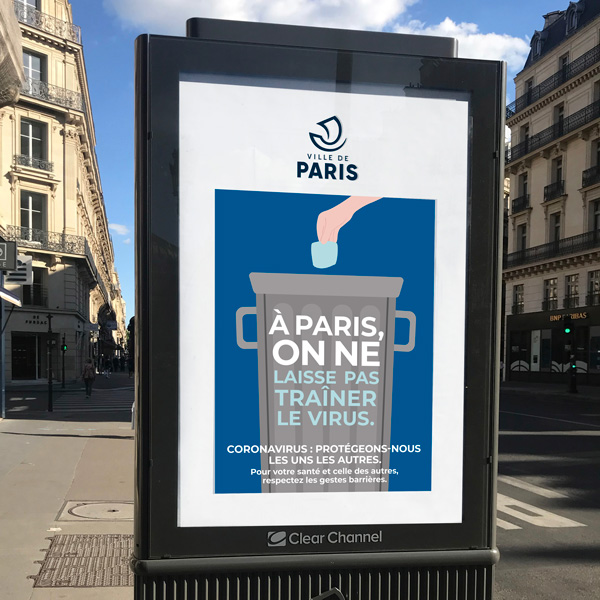 VILLE DE
PARIS
À PARIS,
ON NE
LAISSE PAS
TRAÎNER
LE VIRUS.
CORONAVIRUS : PROTÉGEONS-NOUS
LES UNS LES AUTRES.
Pour votre santé et celle des autres,
respectez les gestes barrières.
Clear Channel
BNP PARIBAS